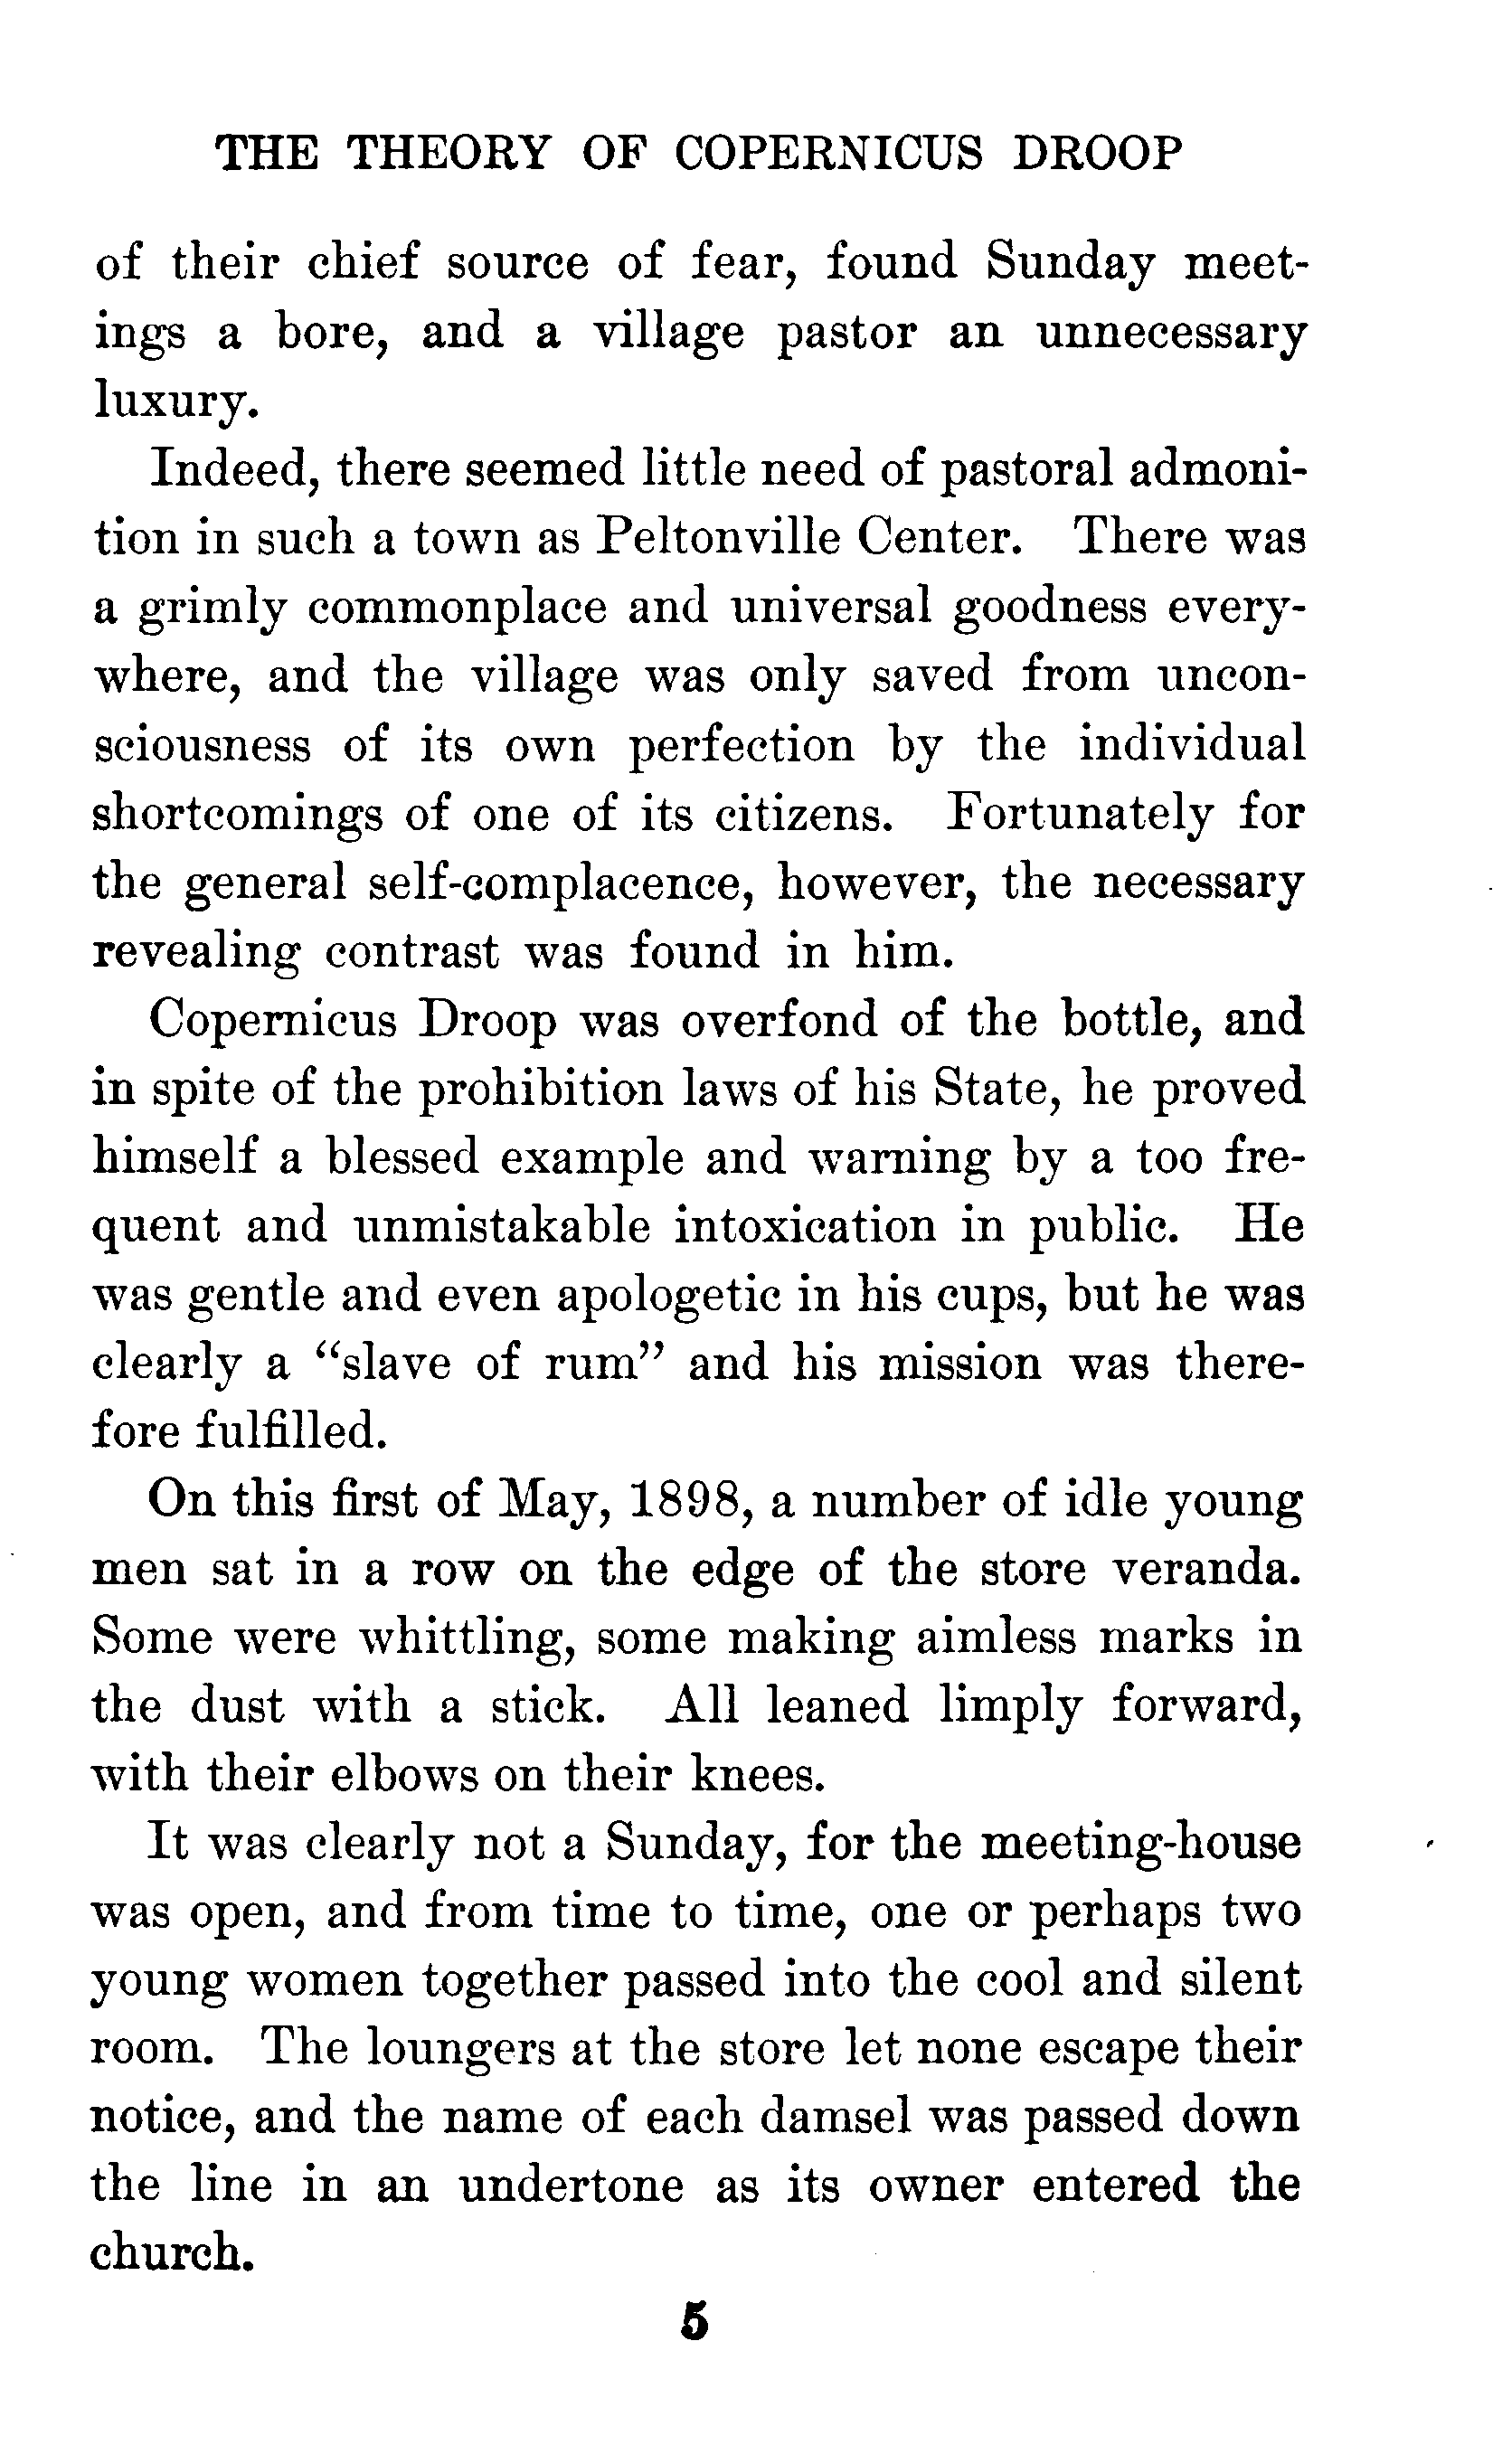 THE THEORY OF COPERNICUS DROOP
of their chief source of fear, found Sunday meet-
ings a bore, and a village pastor an unnecessary
luxury.
Indeed, there seemed little need of pastoral admoni-
tion in such a town as Peltonville Center. There was
a grimly commonplace and universal goodness every-
where, and the village was only saved from uncon-
sciousness of its own perfection by the individual
shortcomings of one of its citizens. Fortunately for
the general self-complacence, however, the necessary
revealing contrast was found in him.
Copernicus Droop was overfond of the bottle, and
in spite of the prohibition laws of his State, he proved
himself a blessed example and warning by a too fre-
quent and unmistakable intoxication in public. He
was gentle and even apologetic in his cups, but he was
clearly a “slave of rum” and his mission was there-
fore fulfilled.
On this first of May, 1898, a number of idle young
men sat in a row on the edge of the store veranda.
Some were whittling, some making aimless marks in
the dust with a stick. All leaned limply forward,
with their elbows on their knees.
It was clearly not a Sunday, for the meeting-house
was open, and from time to time, one or perhaps two
young women together passed into the cool and silent
room. The loungers at the store let none escape their
notice, and the name of each damsel was passed down
the line in an undertone as its owner entered the
church.
5